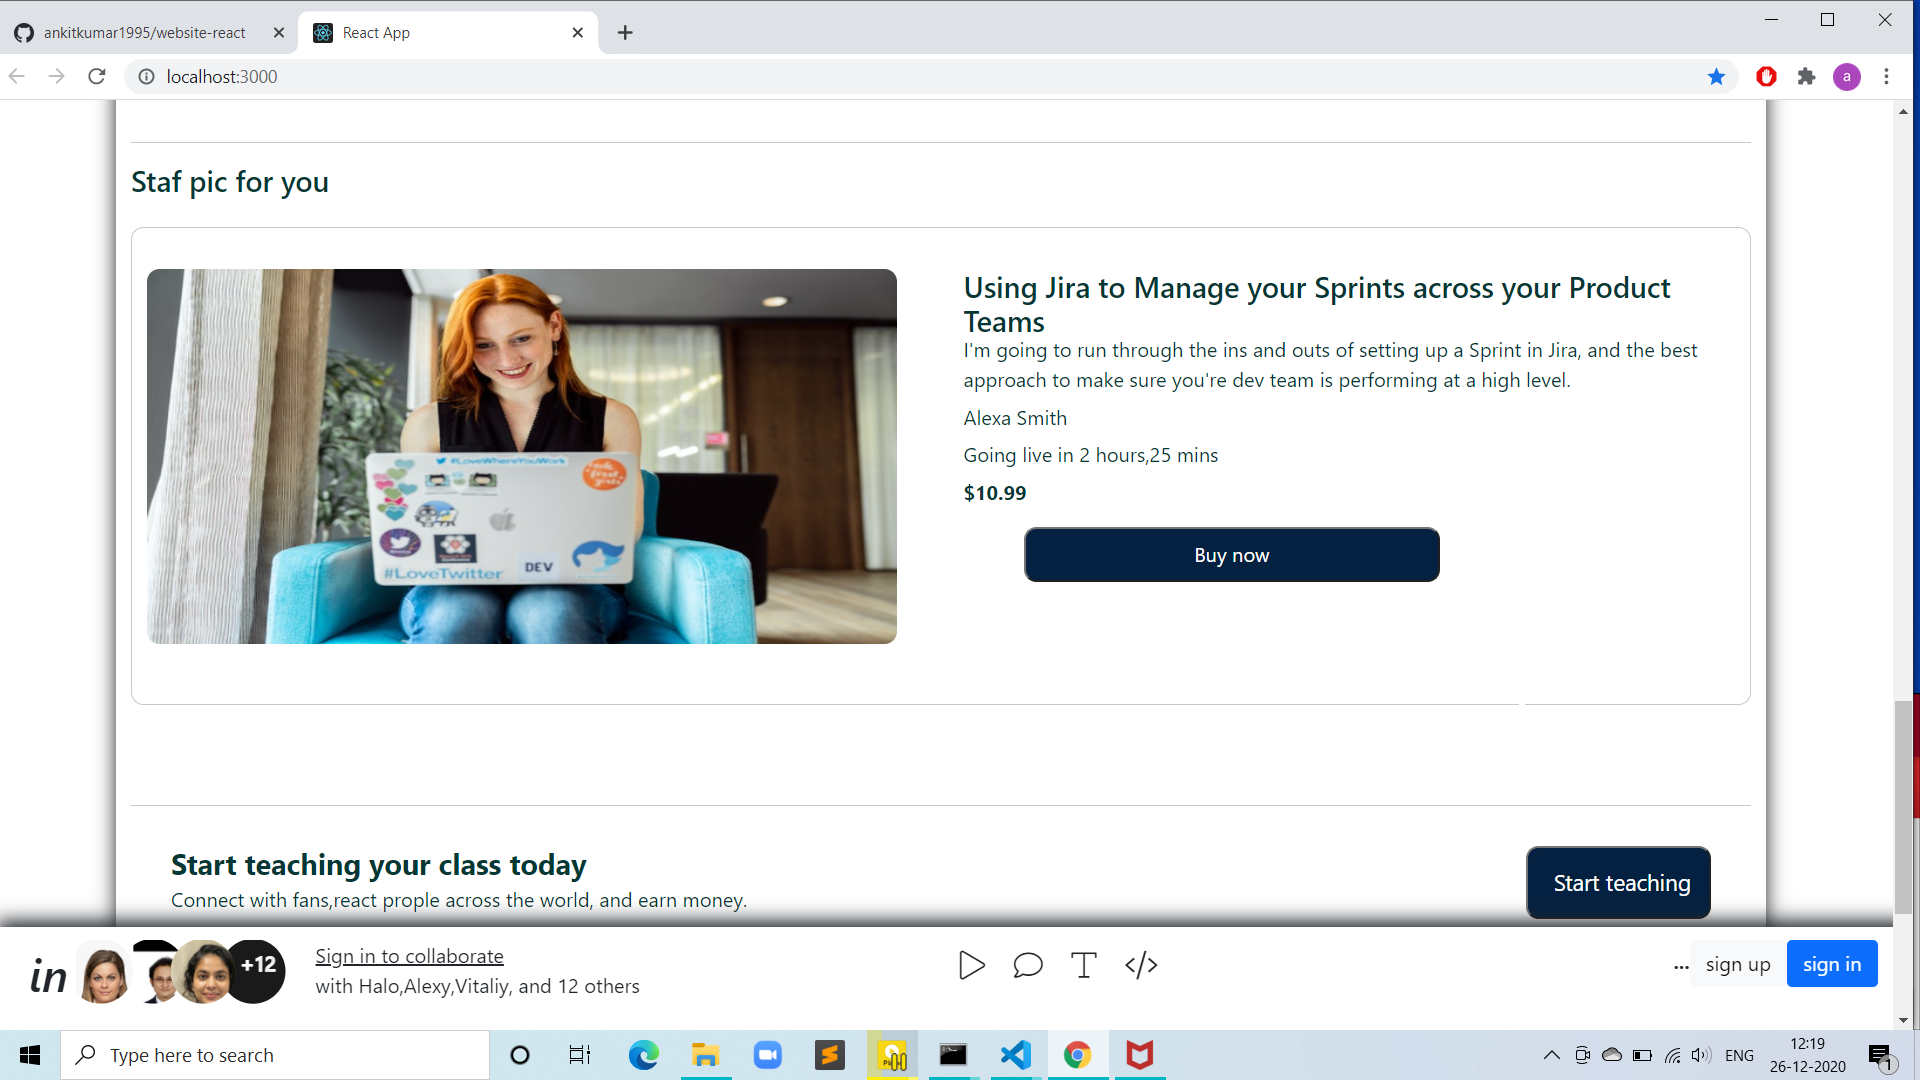 ankitkumar1995/website-react
React App
localhost:3000
a
Staf pic for you
Using Jira to Manage your Sprints across your Product
Teams
I'm going to run through the ins and outs of setting up a Sprint in Jira, and the best
approach to make sure you're dev team is performing at a high level.
Alexa Smith
Going live in 2 hours,25 mins
$10.99
Buy now
#LoveWhereYouWork
#LoveTwitter
DEV
Start teaching your class today
Connect with fans,react prople across the world, and earn money.
Start teaching
in
+12
Sign in to collaborate
with Halo,Alexy,Vitaliy, and 12 others
T
</>
... sign up
sign in
Type here to search
ENG
12:19
26-12-2020
1